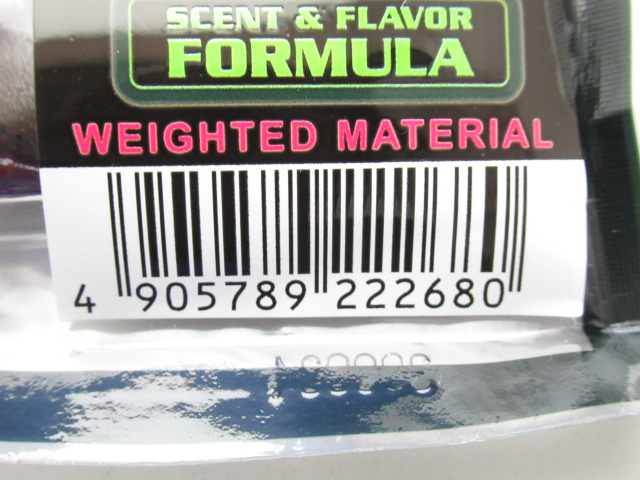 SCENT & FLAVOR
FORMULA
WEIGHTED MATERIAL
4 905789 222680